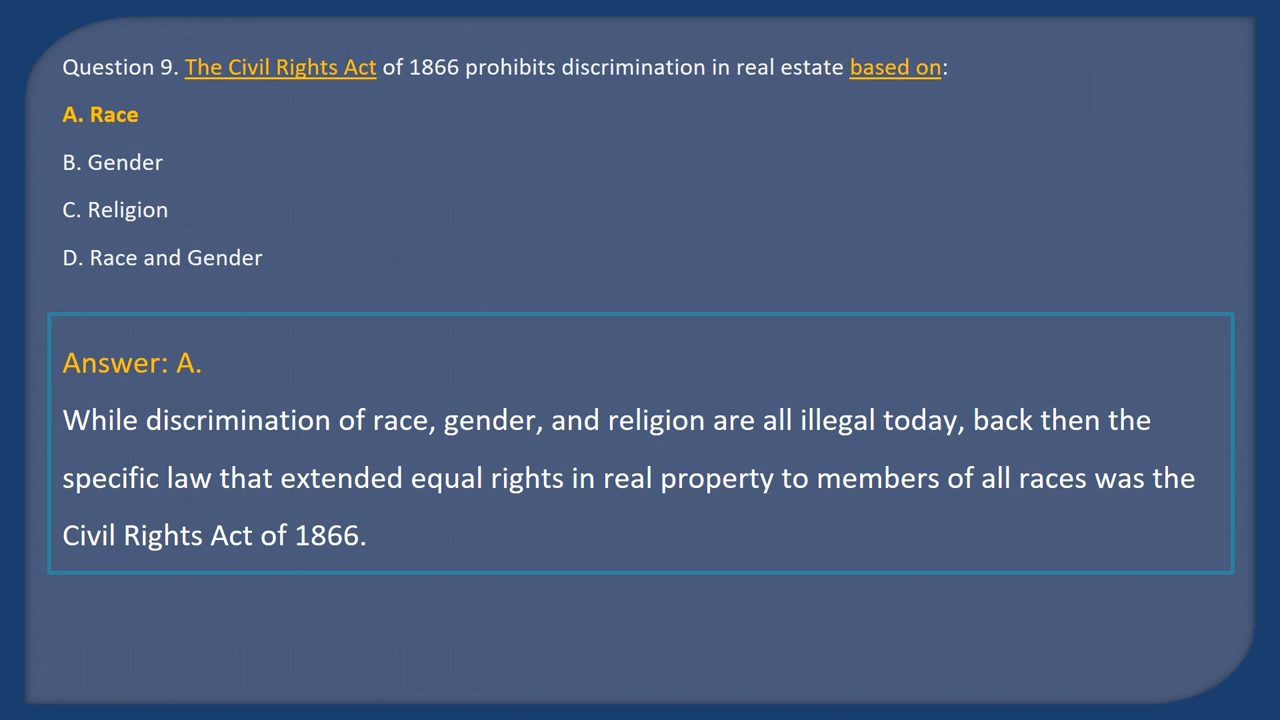 Question 9. The Civil Rights Act of 1866 prohibits discrimination in real estate based on:
A. Race
B. Gender
C. Religion
D. Race and Gender
Answer: A.
While discrimination of race, gender, and religion are all illegal today, back then the
specific law that extended equal rights in real property to members of all races was the
Civil Rights Act of 1866.